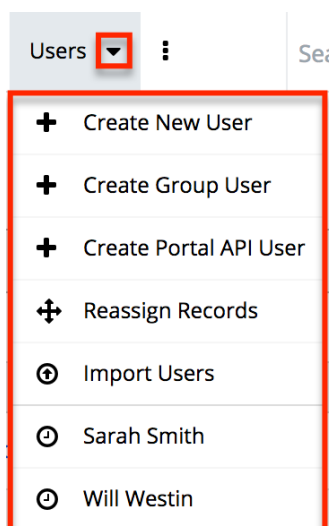 Users
Sea
Create New User
Create Group User
Create Portal API User
Reassign Records
Import Users
Sarah Smith
Will Westin